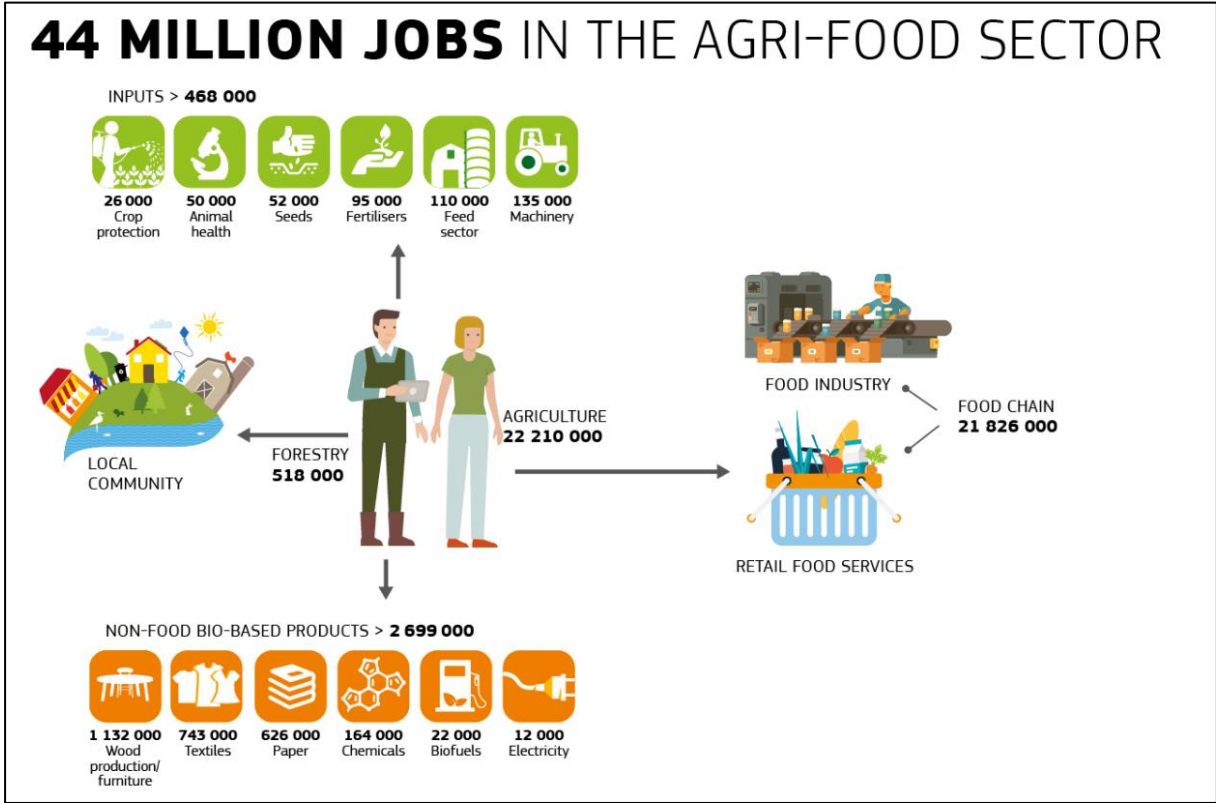 44 MILLION JOBS IN THE AGRI-FOOD SECTOR
INPUTS > 468 000
26 000
Crop
protection
50 000
Animal
health
52 000
Seeds
95 000
Fertilisers
110 000
Feed
sector
135 000
Machinery
LOCAL
COMMUNITY
FORESTRY
518 000
AGRICULTURE
22 210 000
FOOD INDUSTRY
FOOD CHAIN
21 826 000
RETAIL FOOD SERVICES
NON-FOOD BIO-BASED PRODUCTS > 2 699 000
1 132 000
Wood
production/
furniture
743 000
Textiles
626 000
Paper
164 000
Chemicals
22 000
Biofuels
12 000
Electricity